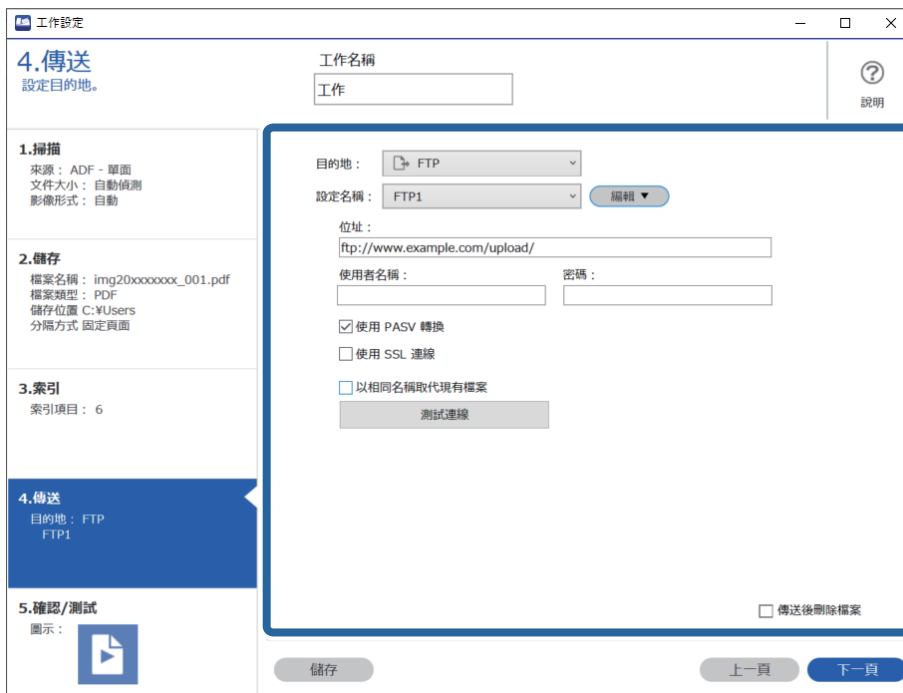 工作設定
4.傳送
設定目的地。
工作名稱
工作
說明
1.掃描
來源： ADF - 單面
文件大小： 自動偵測
影像形式： 自動
2.儲存
檔案名稱： img20xxxxxxx_001.pdf
檔案類型： PDF
儲存位置 C:¥Users
分隔方式 固定頁面
3.索引
索引項目： 6
4.傳送
目的地： FTP
FTP1
5.確認/測試
圖示：
目的地： FTP
設定名稱： FTP1 編輯 ▼
位址：
ftp://www.example.com/upload/
使用者名稱： 密碼：
使用 PASV 轉換
使用 SSL 連線
以相同名稱取代現有檔案
測試連線
傳送後刪除檔案
儲存 上一頁 下一頁